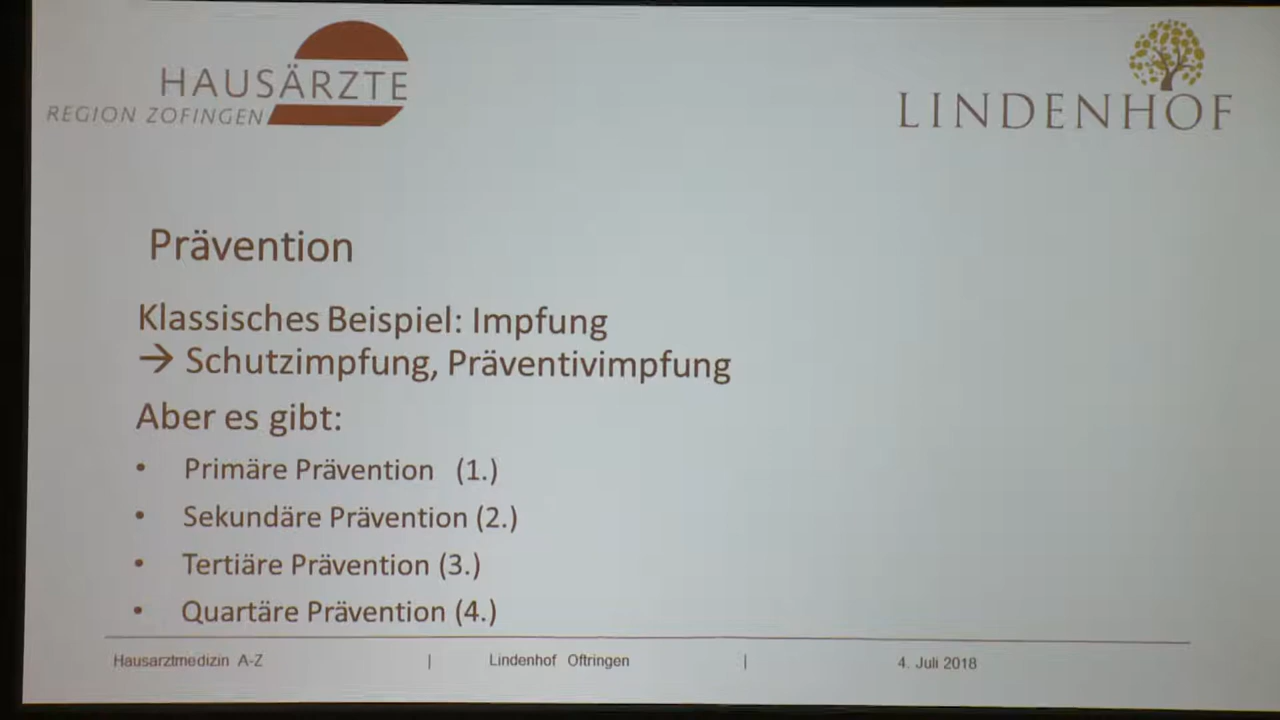 HAUSÄRZTE
REGION ZOFINGEN
LINDENHOF
Prävention
Klassisches Beispiel: Impfung
→ Schutzimpfung, Präventivimpfung
Aber es gibt:
• Primäre Prävention (1.)
• Sekundäre Prävention (2.)
• Tertiäre Prävention (3.)
• Quartäre Prävention (4.)
Hausarztmedizin A-Z | Lindenhof Oftringen | 4. Juli 2018